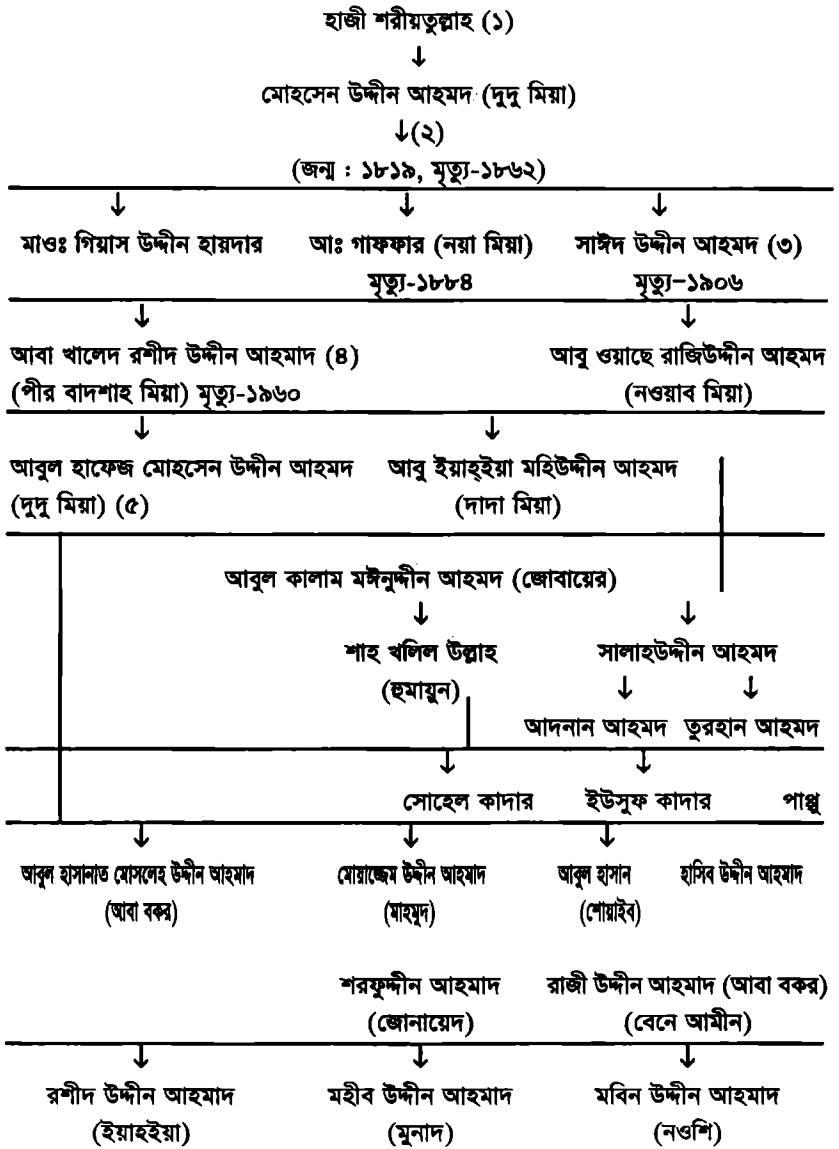 হাজী শরীয়তুল্লাহ (১)
↓
মোহসেন উদ্দীন আহমদ (দুদু মিয়া)
↓(২)
(জন্ম : ১৮১৯, মৃত্যু-১৮৬২)
↓ ↓ ↓
মাওঃ গিয়াস উদ্দীন হায়দার আঃ গাফফার (নয়া মিয়া) সাঈদ উদ্দীন আহমদ (৩)
মৃত্যু-১৮৮৪ মৃত্যু-১৯০৬
↓ ↓
আবা খালেদ রশীদ উদ্দীন আহমাদ (৪) আবু ওয়াছে রাজিউদ্দীন আহমদ
(পীর বাদশাহ মিয়া) মৃত্যু-১৯৬০ (নওয়াব মিয়া)
↓ ↓
আবুল হাফেজ মোহসেন উদ্দীন আহমদ আবু ইয়াহ্ইয়া মহিউদ্দীন আহমদ
(দুদু মিয়া) (৫) (দাদা মিয়া)
আবুল কালাম মঈনুদ্দীন আহমদ (জোবায়ের)
↓ ↓
শাহ খলিল উল্লাহ সালাহউদ্দীন আহমদ
(হুমায়ুন) ↓ ↓
আদনান আহমদ তুরহান আহমদ
↓ ↓
সোহেল কাদার ইউসুফ কাদার পাপ্পু
↓ ↓ ↓
আবুল হাসানাত মোসলেহ উদ্দীন আহমাদ মোয়াজ্জেম উদ্দীন আহমাদ আবুল হাসান হাসিব উদ্দীন আহমাদ
(আবা বকর) (মাহমুদ) (শোয়াইব)
শরফুদ্দীন আহমাদ রাজী উদ্দীন আহমাদ (আবা বকর)
(জোনায়েদ) (বেনে আমীন)
↓ ↓ ↓
রশীদ উদ্দীন আহমাদ মহীব উদ্দীন আহমাদ মবিন উদ্দীন আহমাদ
(ইয়াহইয়া) (মুনাদ) (নওশি)